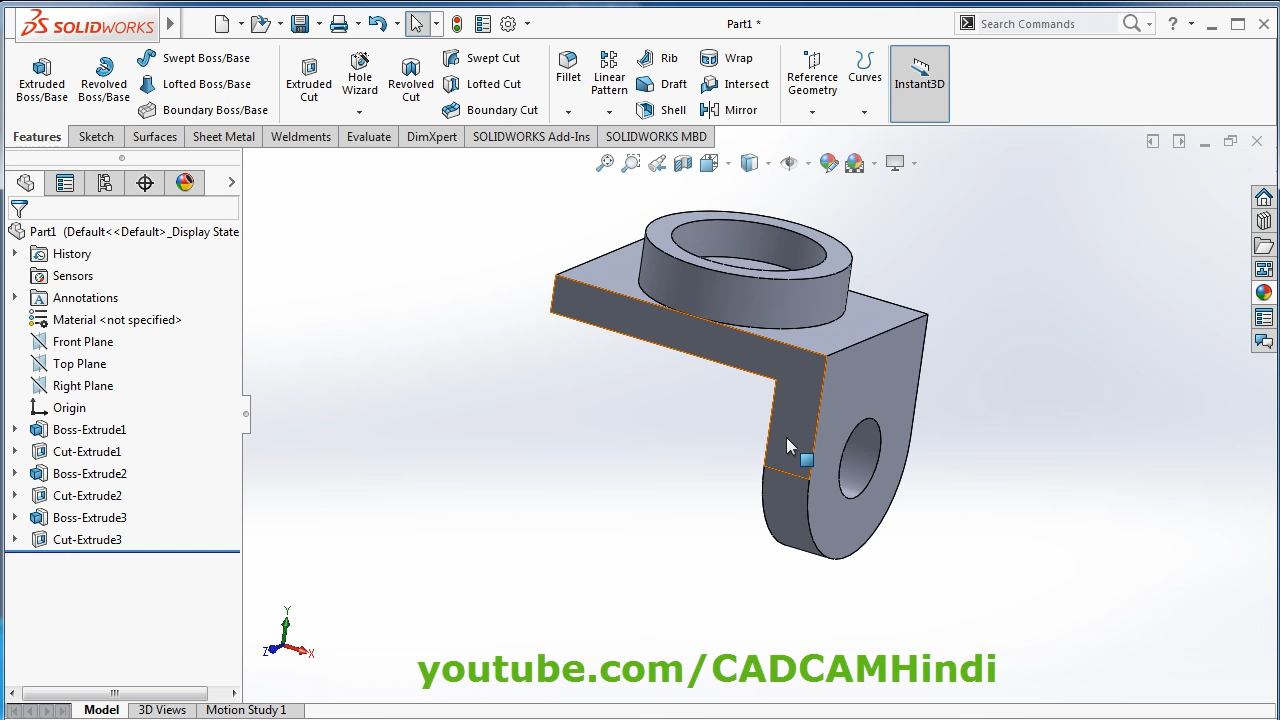 SOLIDWORKS
Part1 *
Search Commands
?
Extruded Boss/Base
Revolved Boss/Base
Swept Boss/Base
Lofted Boss/Base
Boundary Boss/Base
Extruded Cut
Hole Wizard
Revolved Cut
Swept Cut
Lofted Cut
Boundary Cut
Fillet
Linear Pattern
Rib
Draft
Shell
Wrap
Intersect
Mirror
Reference Geometry
Curves
Instant3D
Features Sketch Surfaces Sheet Metal Weldments Evaluate DimXpert SOLIDWORKS Add-Ins SOLIDWORKS MBD
Part1 (Default<<Default>_Display State
History
Sensors
Annotations
Material <not specified>
Front Plane
Top Plane
Right Plane
Origin
Boss-Extrude1
Cut-Extrude1
Boss-Extrude2
Cut-Extrude2
Boss-Extrude3
Cut-Extrude3
Y
Z
X
youtube.com/CADCAMHindi
Model 3D Views Motion Study 1